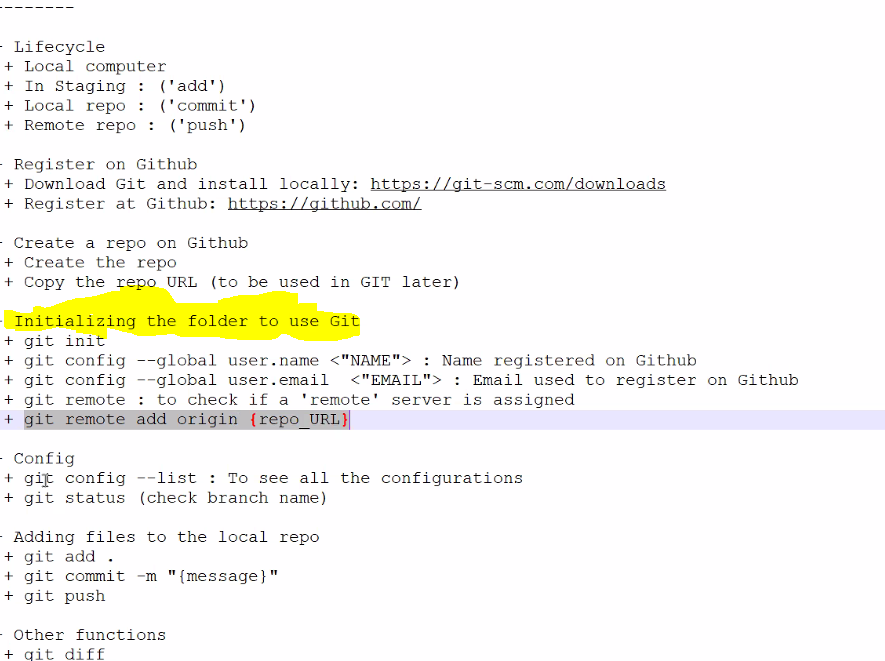 --------
- Lifecycle
+ Local computer
+ In Staging : ('add')
+ Local repo : ('commit')
+ Remote repo : ('push')
- Register on Github
+ Download Git and install locally: https://git-scm.com/downloads
+ Register at Github: https://github.com/
- Create a repo on Github
+ Create the repo
+ Copy the repo URL (to be used in GIT later)
- Initializing the folder to use Git
+ git init
+ git config --global user.name <"NAME"> : Name registered on Github
+ git config --global user.email  <"EMAIL"> : Email used to register on Github
+ git remote : to check if a 'remote' server is assigned
+ git remote add origin {repo_URL}
- Config
+ git config --list : To see all the configurations
+ git status (check branch name)
- Adding files to the local repo
+ git add .
+ git commit -m "{message}"
+ git push
- Other functions
+ git diff